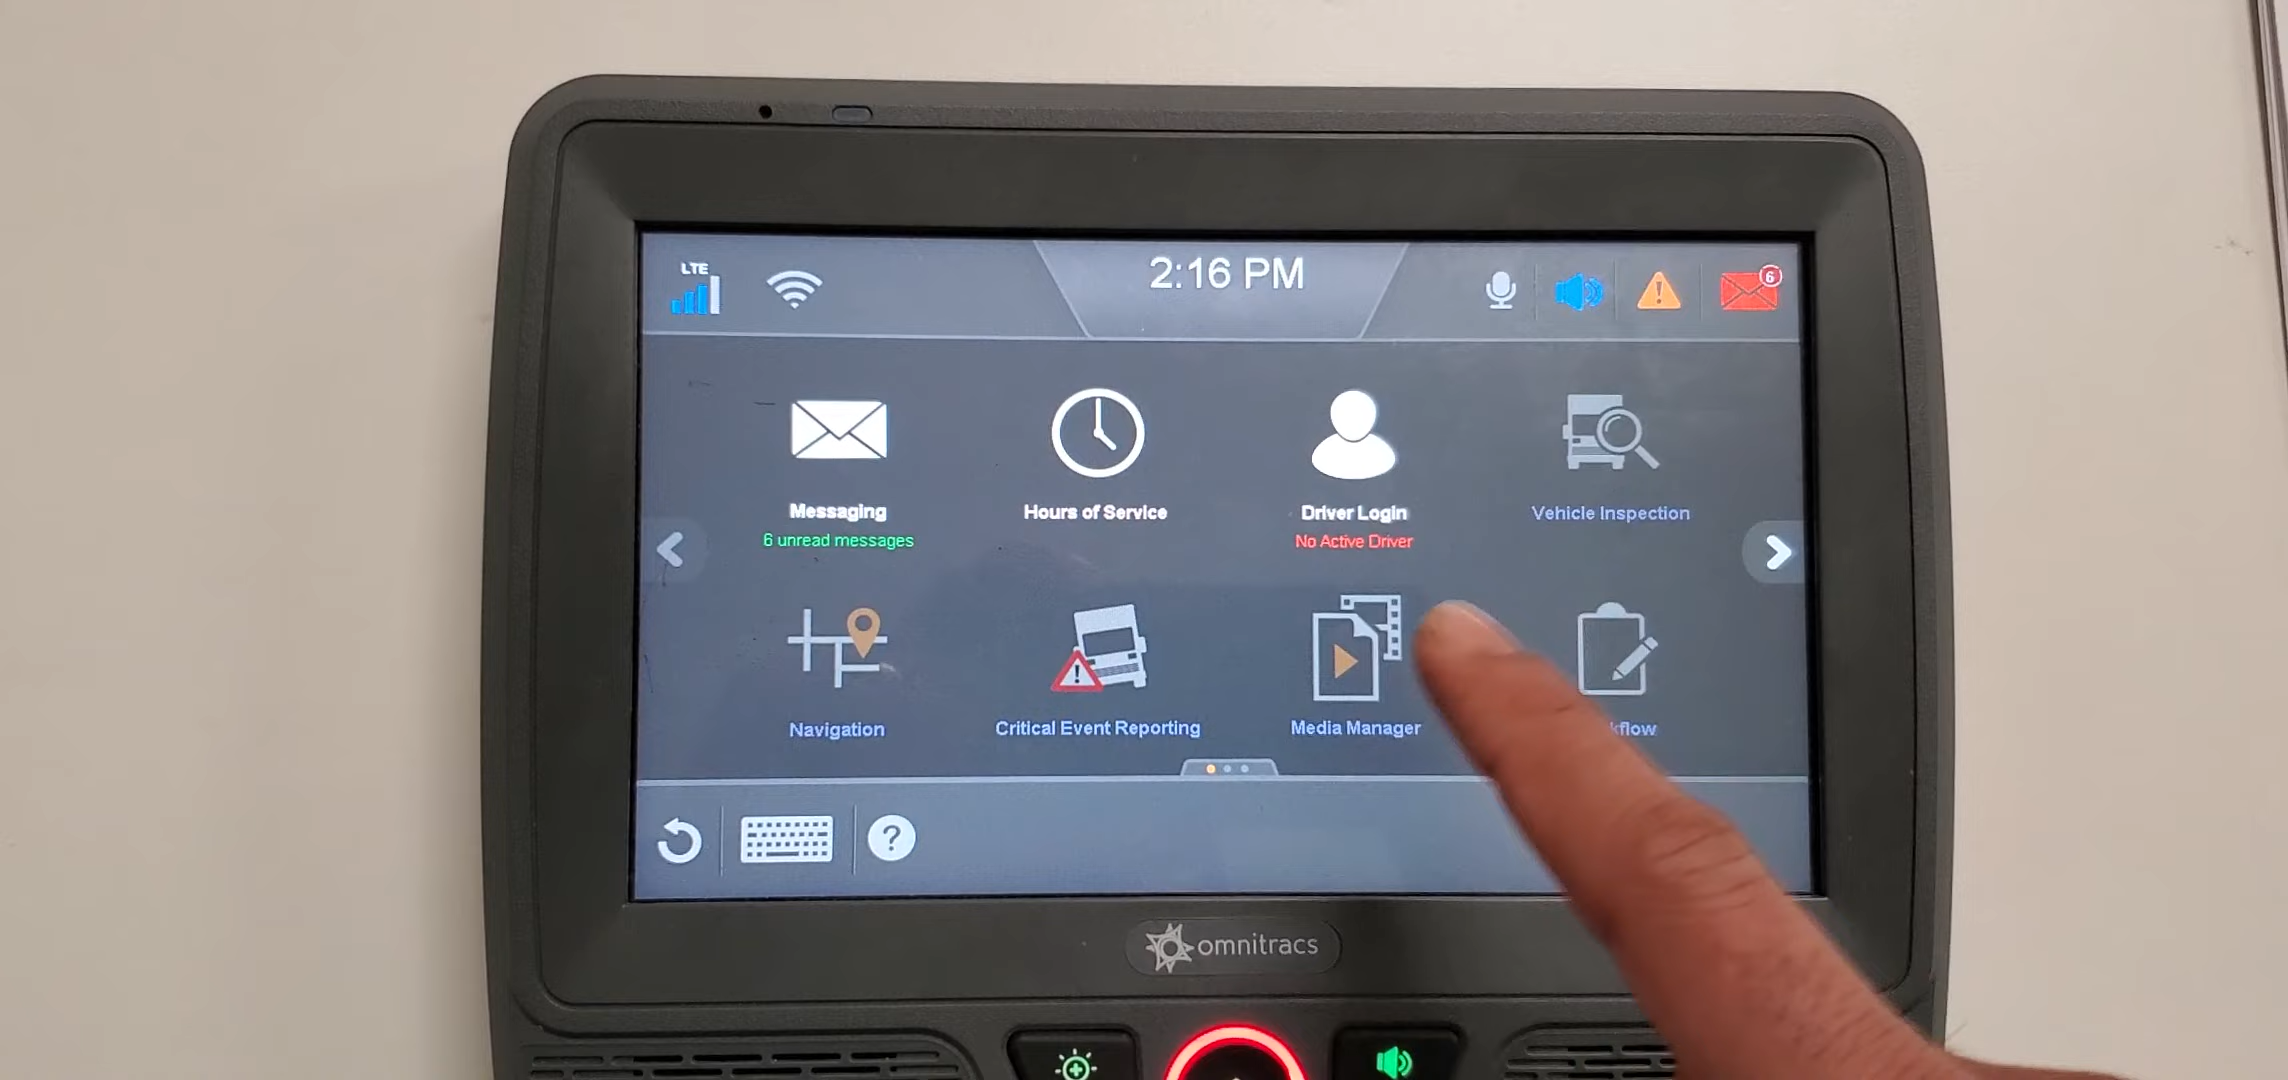 LTE
2:16 PM
6
Messaging
6 unread messages
Hours of Service
Driver Login
No Active Driver
Vehicle Inspection
Navigation
Critical Event Reporting
Media Manager
kflow
?
omnitracs